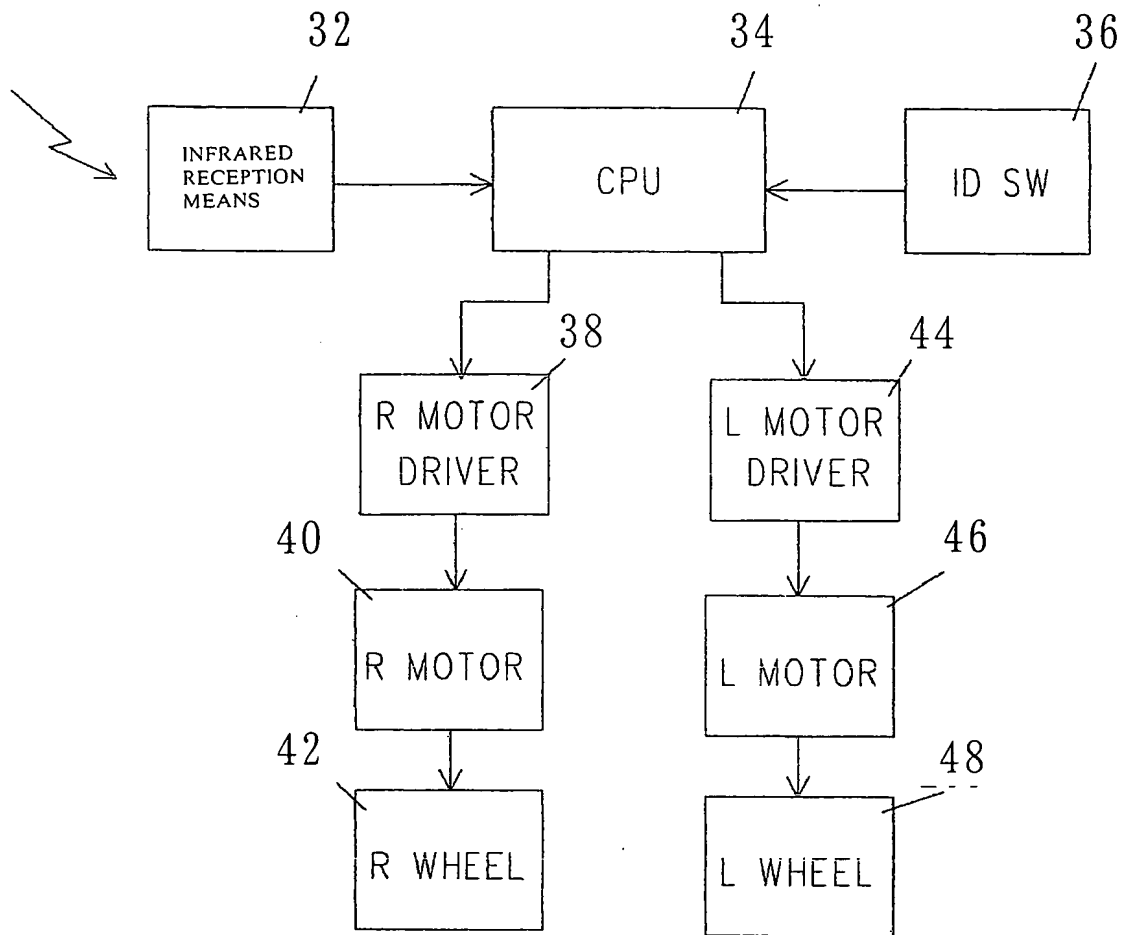 32
34
36
INFRARED
RECEPTION
MEANS
CPU
ID SW
38
44
R MOTOR
DRIVER
L MOTOR
DRIVER
40
46
R MOTOR
L MOTOR
42
48
R WHEEL
L WHEEL